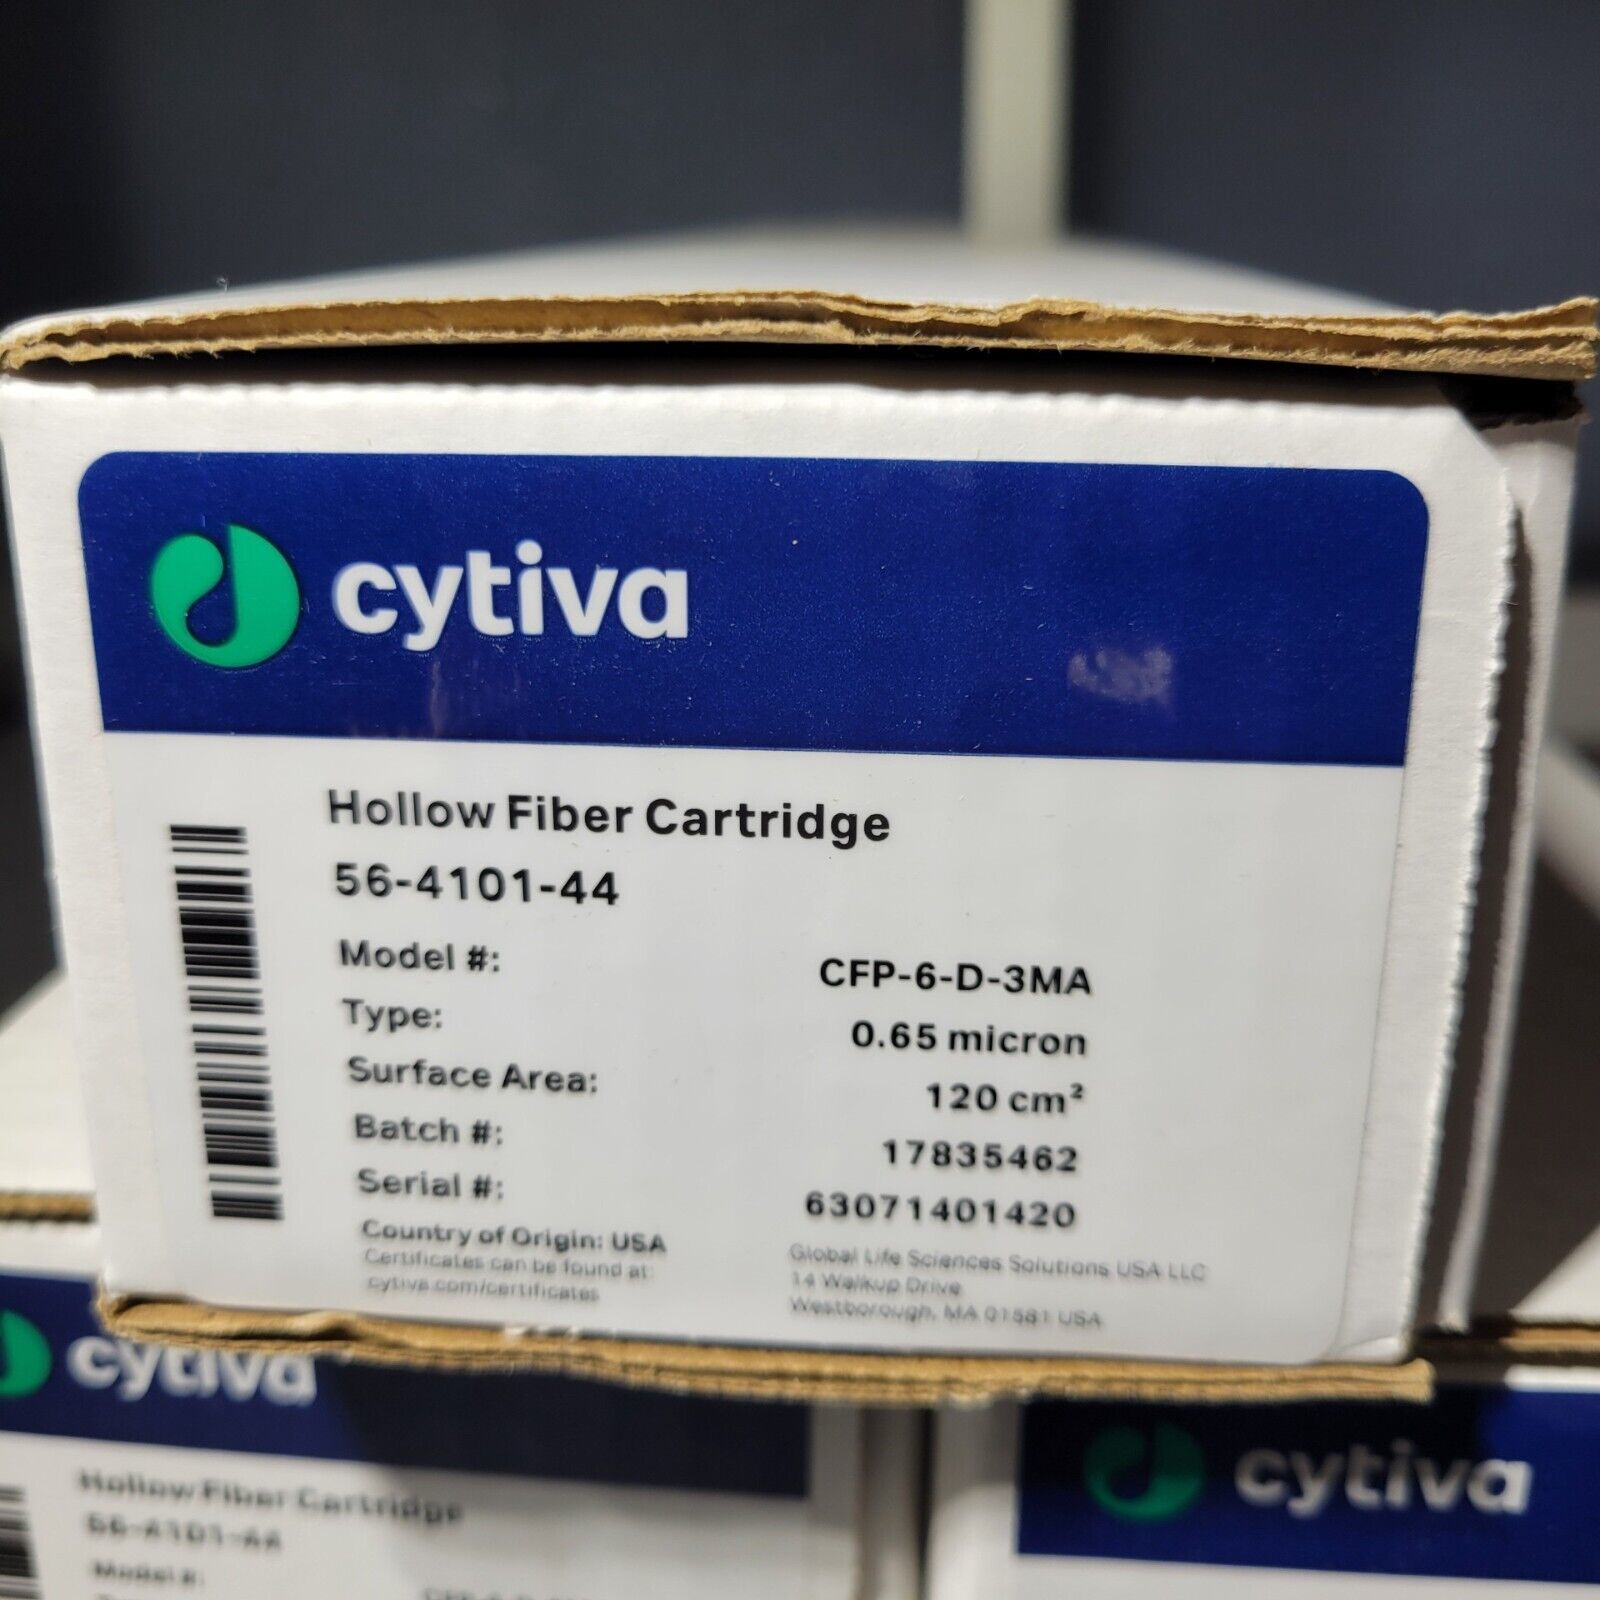 cytiva
Hollow Fiber Cartridge
56-4101-44
Model #: CFP-6-D-3MA
Type: 0.65 micron
Surface Area: 120 cm²
Batch #: 17835462
Serial #: 63071401420
Country of Origin: USA
Certificates can be found at:
cytiva.com/certificates
Global Life Sciences Solutions USA LLC
14 Walkup Drive
Westborough, MA 01581 USA
cytiva
Hollow Fiber Cartridge
56-4101-44
Model #:
cytiva